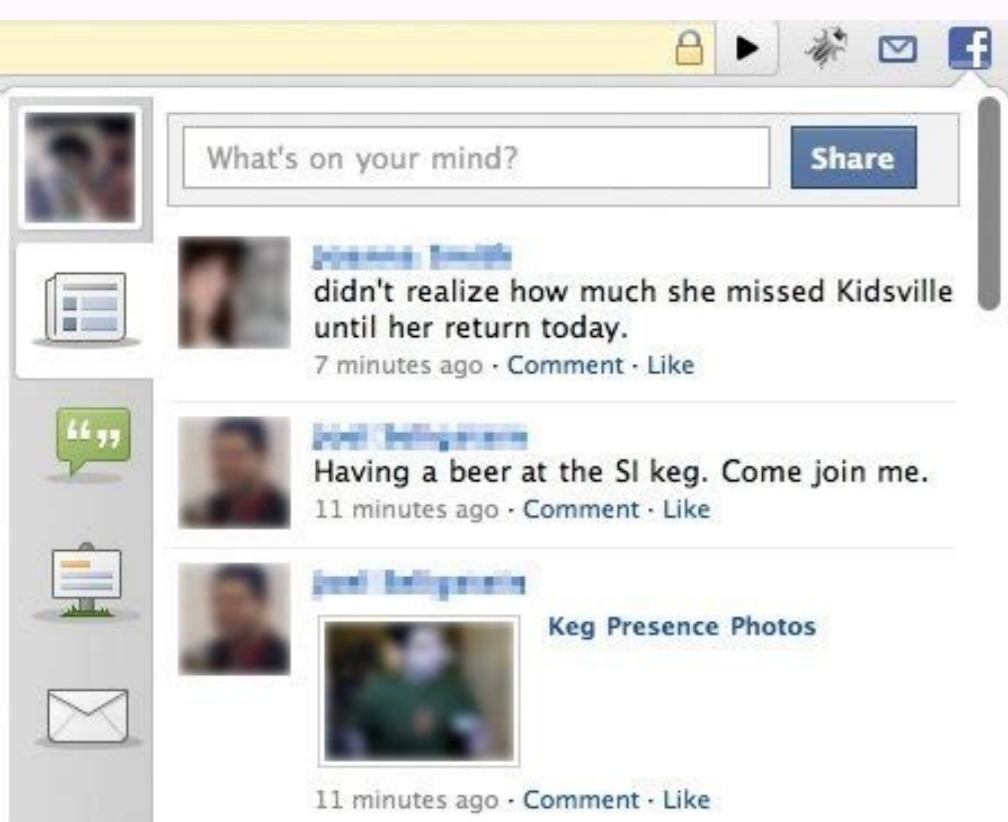 f
What's on your mind?
Share
didn't realize how much she missed Kidsville
until her return today.
7 minutes ago · Comment · Like
“ ”
Having a beer at the SI keg. Come join me.
11 minutes ago · Comment · Like
Keg Presence Photos
11 minutes ago · Comment · Like